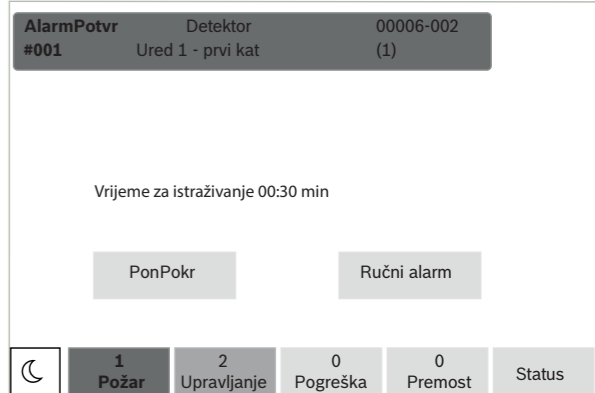 AlarmPotvr Detektor 00006-002
#001 Ured 1 - prvi kat (1)
Vrijeme za istraživanje 00:30 min
PonPokr Ručni alarm
1 2 0 0
Požar Upravljanje Pogreška Premost Status